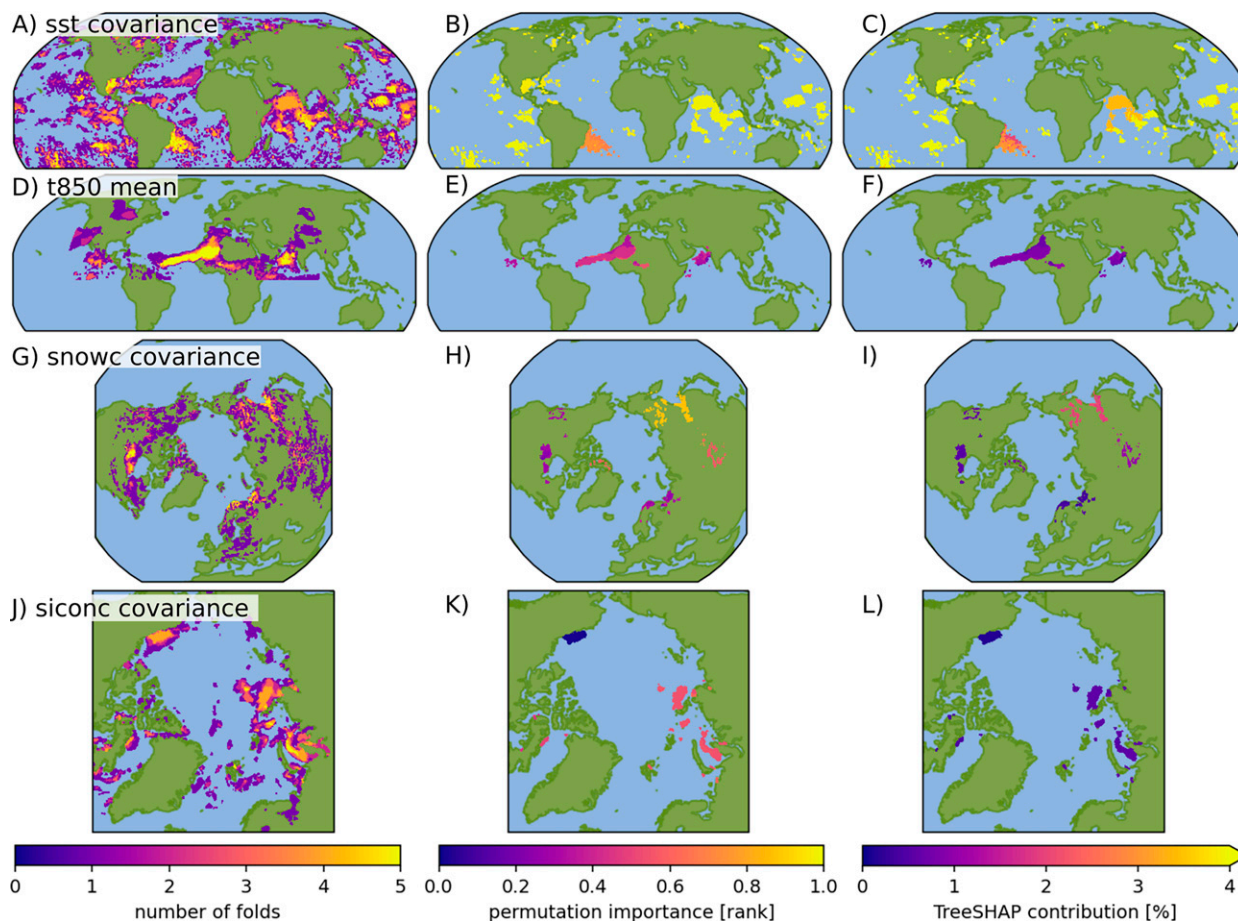 A) sst covariance
B)
C)
D) t850 mean
E)
F)
G) snowc covariance
H)
I)
J) siconc covariance
K)
L)
0 1 2 3 4 5
number of folds
0.0 0.2 0.4 0.6 0.8 1.0
permutation importance [rank]
0 1 2 3 4
TreeSHAP contribution [%]